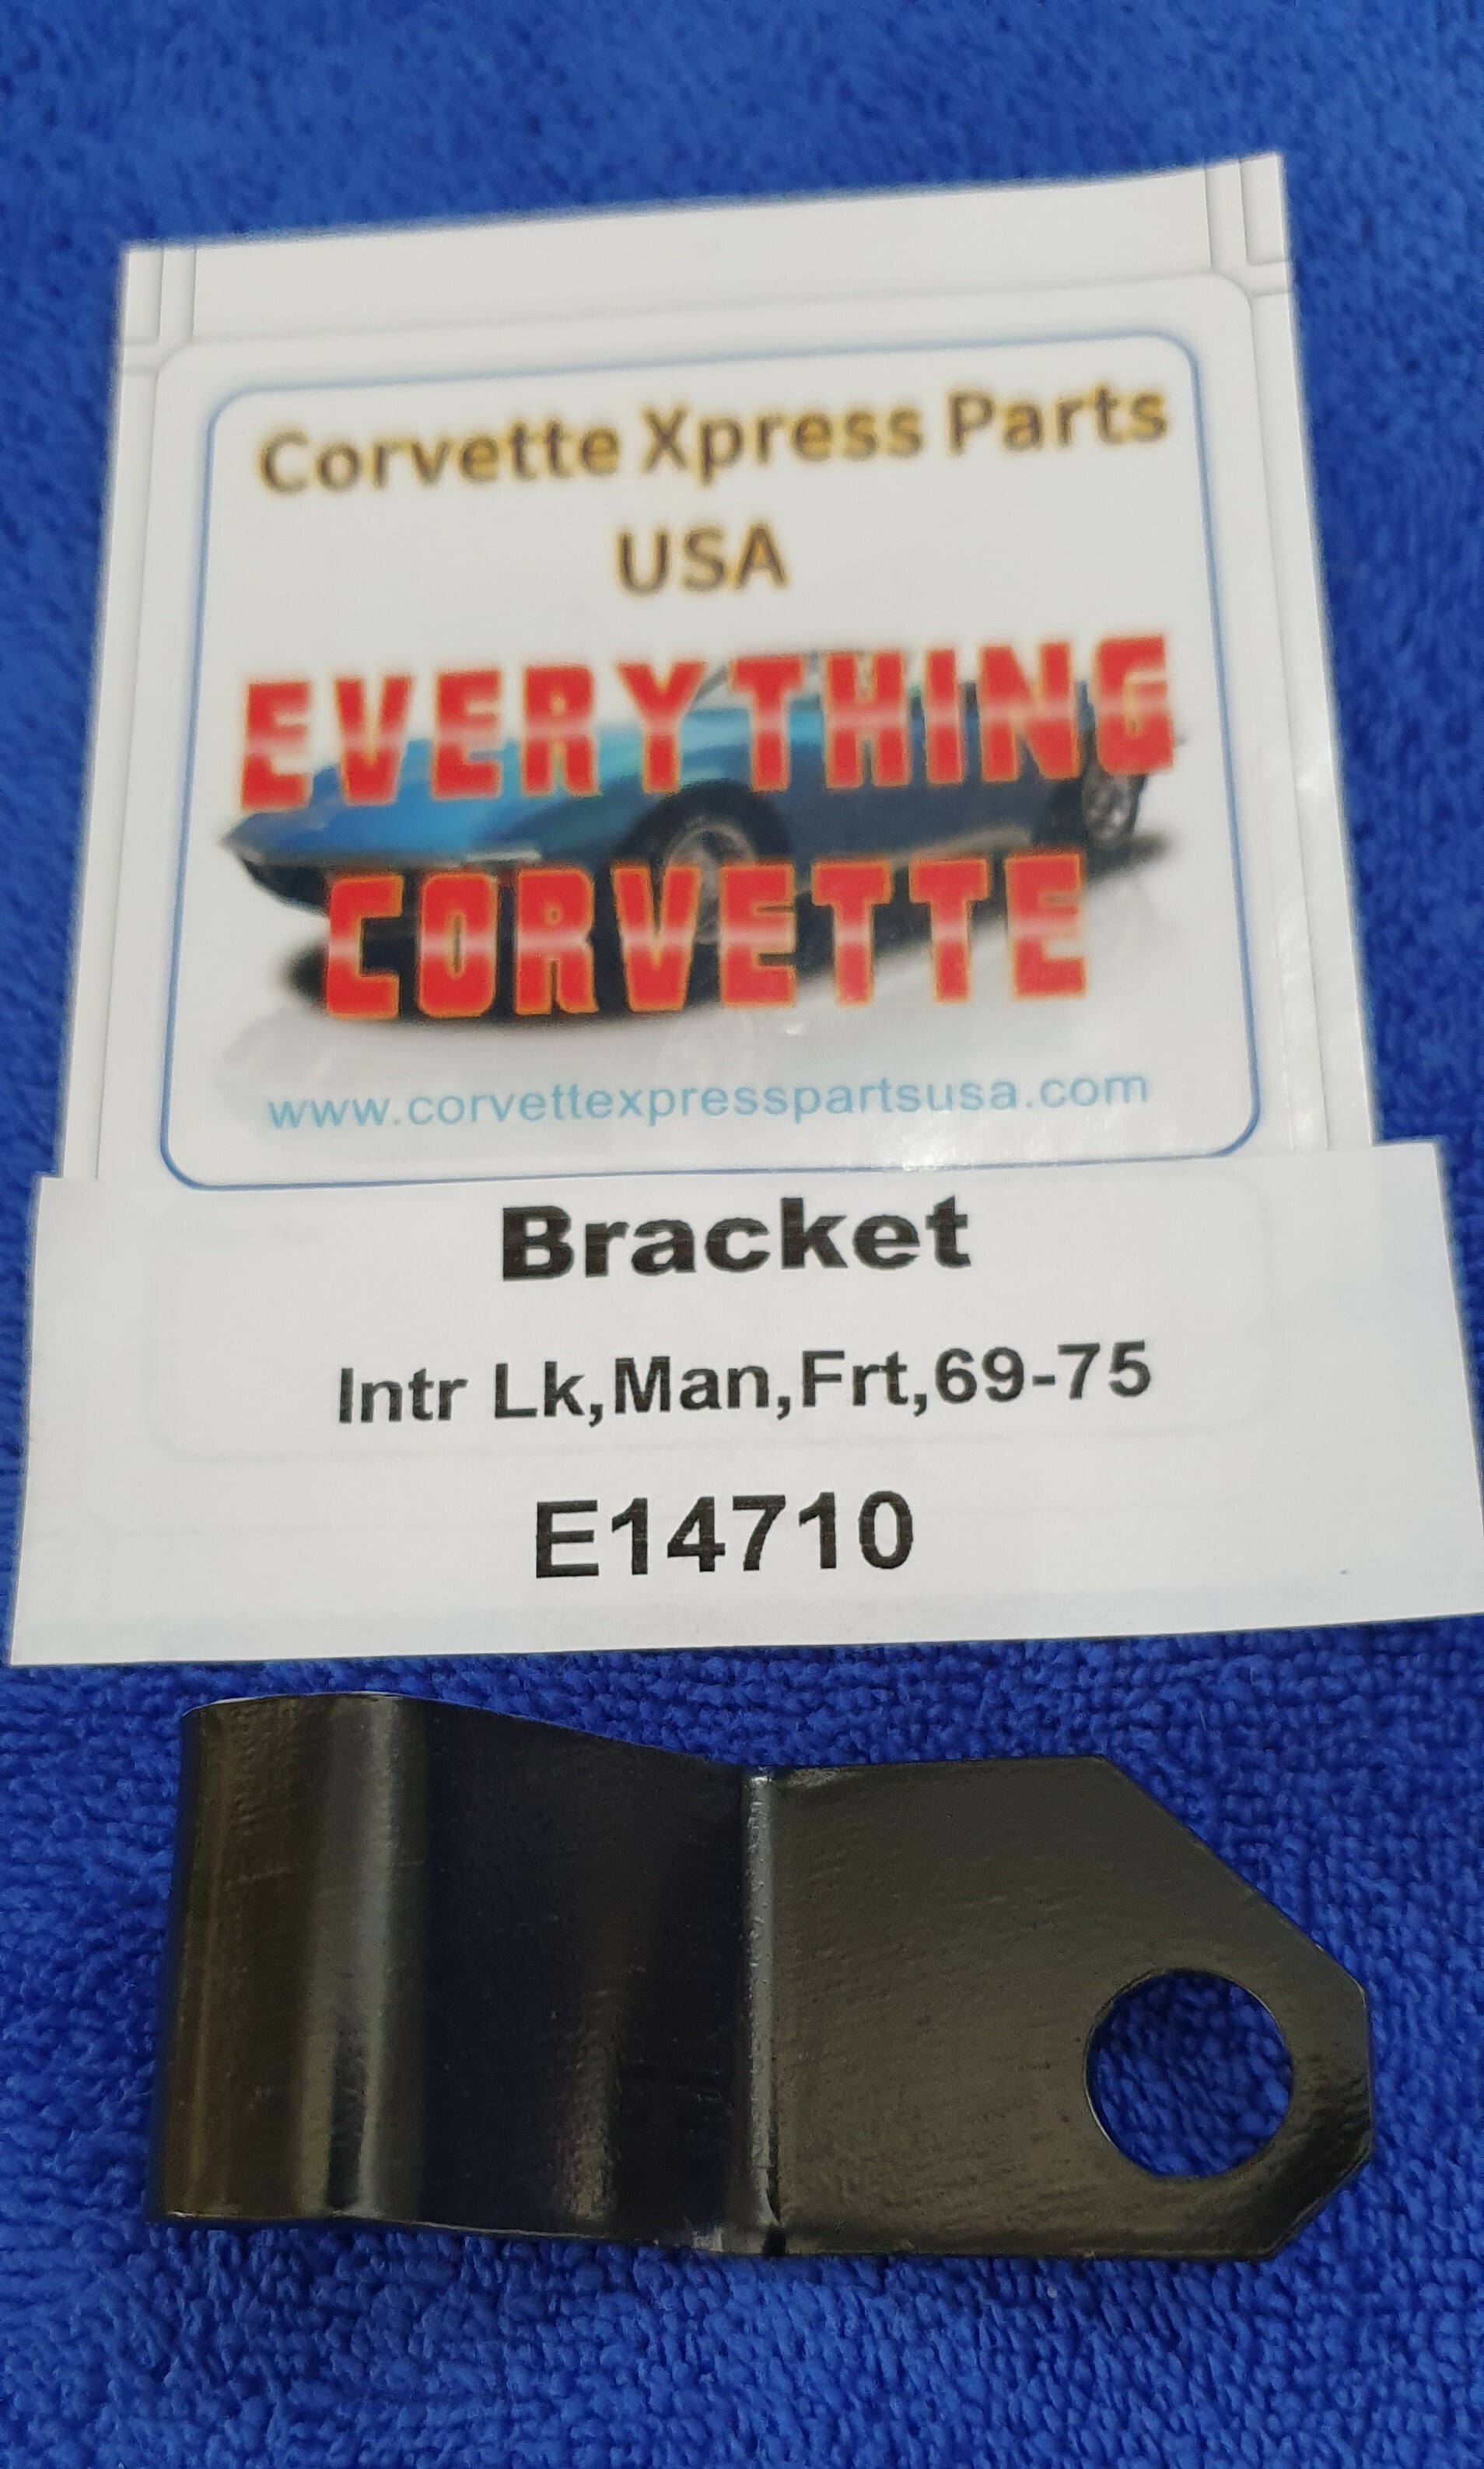 Corvette Xpress Parts
USA
EVERYTHING
CORVETTE
www.corvettexpresspartsusa.com
Bracket
Intr Lk,Man,Frt,69-75
E14710